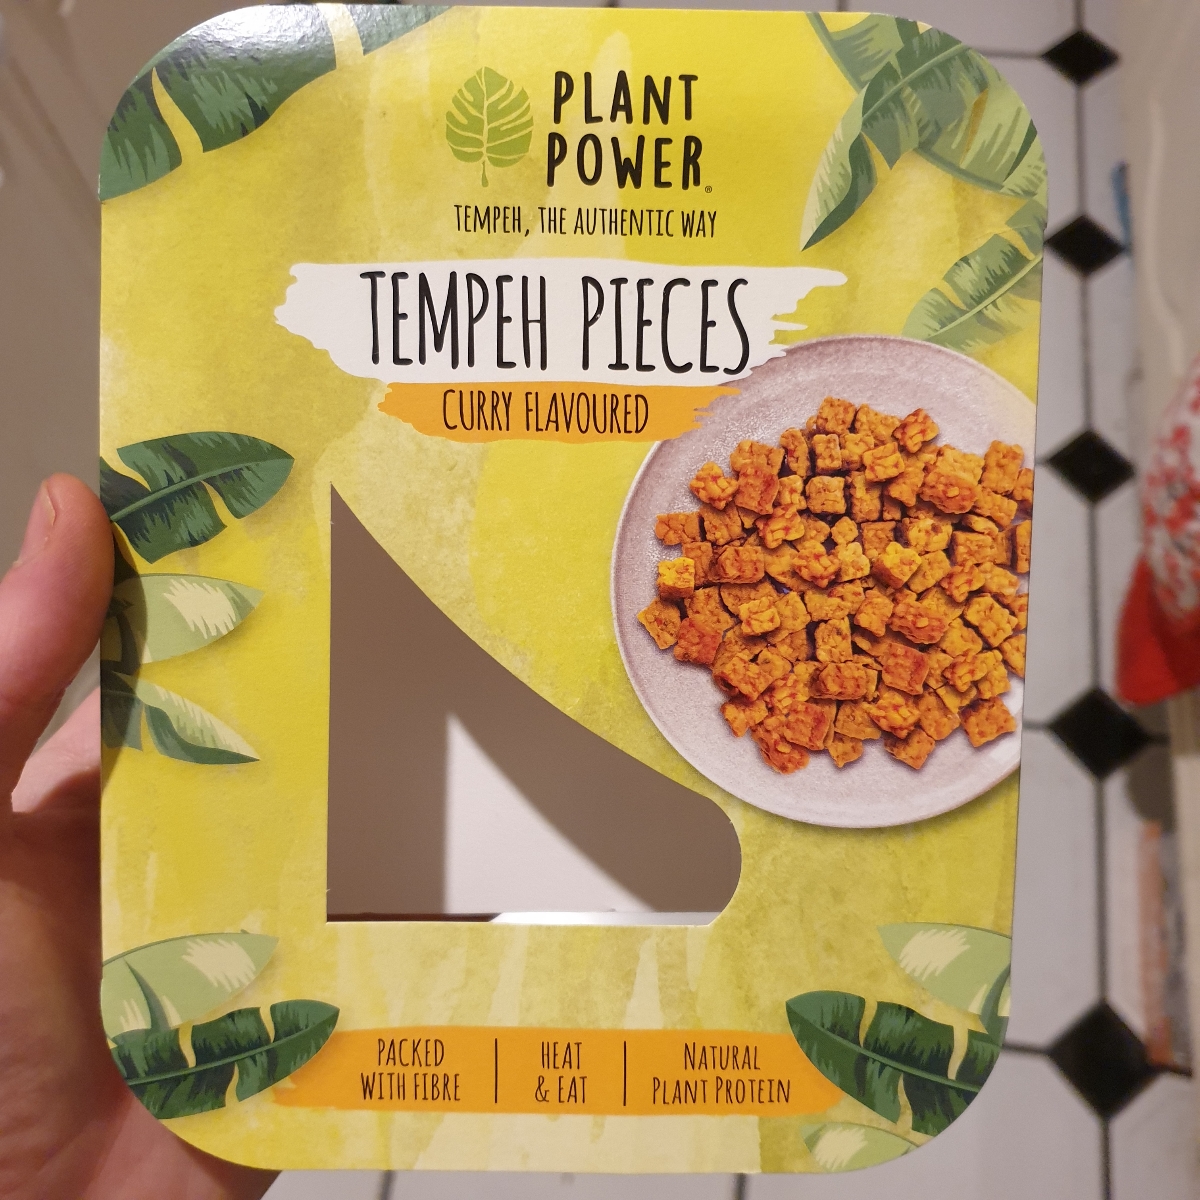 PLANT
POWER®
TEMPEH, THE AUTHENTIC WAY
TEMPEH PIECES
CURRY FLAVOURED
PACKED
WITH FIBRE
HEAT
& EAT
NATURAL
PLANT PROTEIN